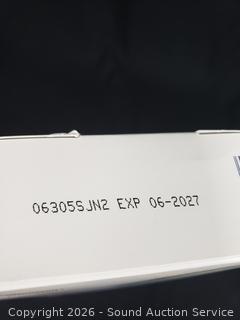 06305SJN2 EXP 06-2027
Copyright 2026 - Sound Auction Service